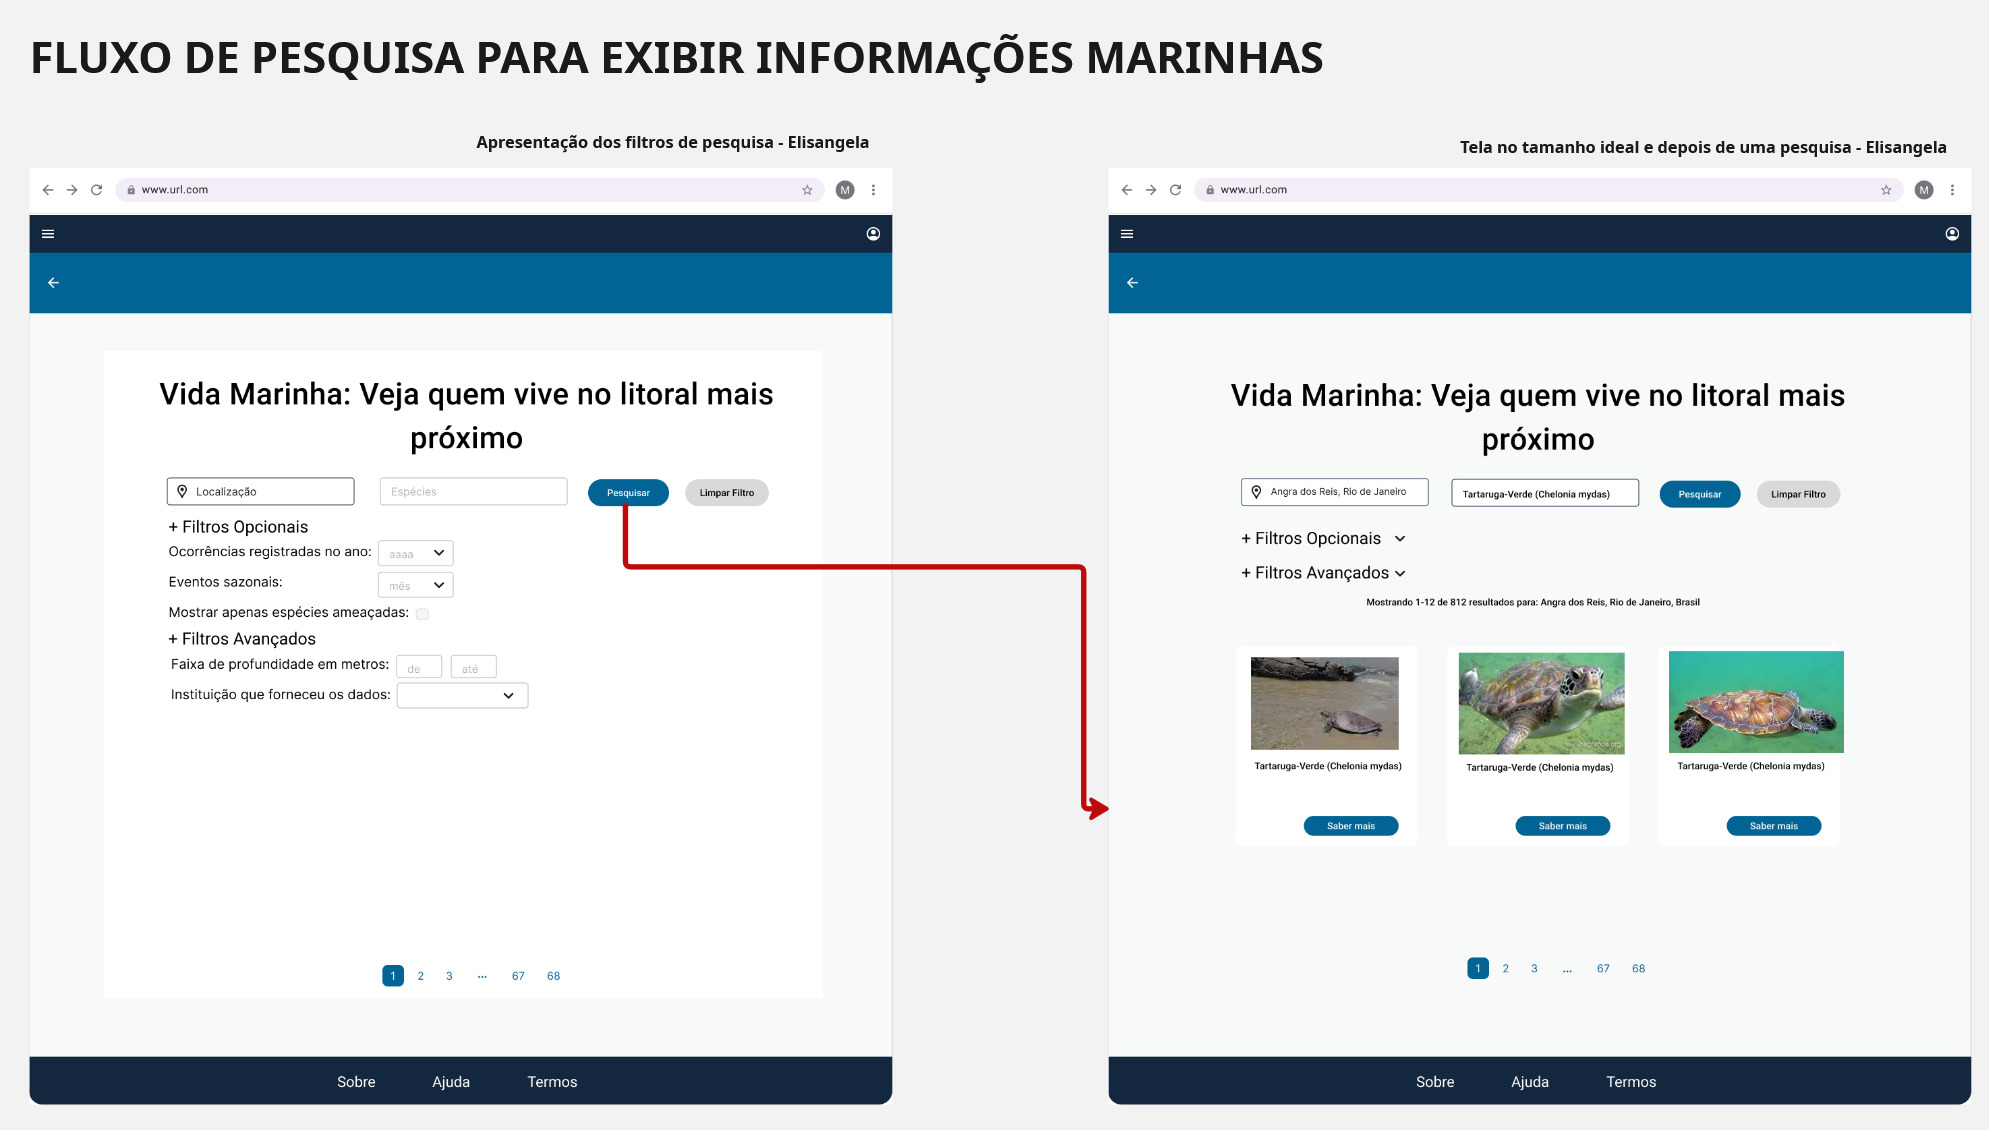 FLUXO DE PESQUISA PARA EXIBIR INFORMAÇÕES MARINHAS
Apresentação dos filtros de pesquisa - Elisangela
www.url.com
M
Vida Marinha: Veja quem vive no litoral mais
próximo
Localização
Espécies
Pesquisar
Limpar Filtro
+ Filtros Opcionais
Ocorrências registradas no ano:
aaaa
Eventos sazonais:
mês
Mostrar apenas espécies ameaçadas:
+ Filtros Avançados
Faixa de profundidade em metros:
de
até
Instituição que forneceu os dados:
1 2 3 ... 67 68
Sobre Ajuda Termos
Tela no tamanho ideal e depois de uma pesquisa - Elisangela
www.url.com
M
Vida Marinha: Veja quem vive no litoral mais
próximo
Angra dos Reis, Rio de Janeiro
Tartaruga-Verde (Chelonia mydas)
Pesquisar
Limpar Filtro
+ Filtros Opcionais
+ Filtros Avançados
Mostrando 1-12 de 812 resultados para: Angra dos Reis, Rio de Janeiro, Brasil
Tartaruga-Verde (Chelonia mydas)
Saber mais
Tartaruga-Verde (Chelonia mydas)
Saber mais
Tartaruga-Verde (Chelonia mydas)
Saber mais
1 2 3 ... 67 68
Sobre Ajuda Termos